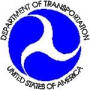 DEPARTMENT OF TRANSPORTATION
UNITED STATES OF AMERICA